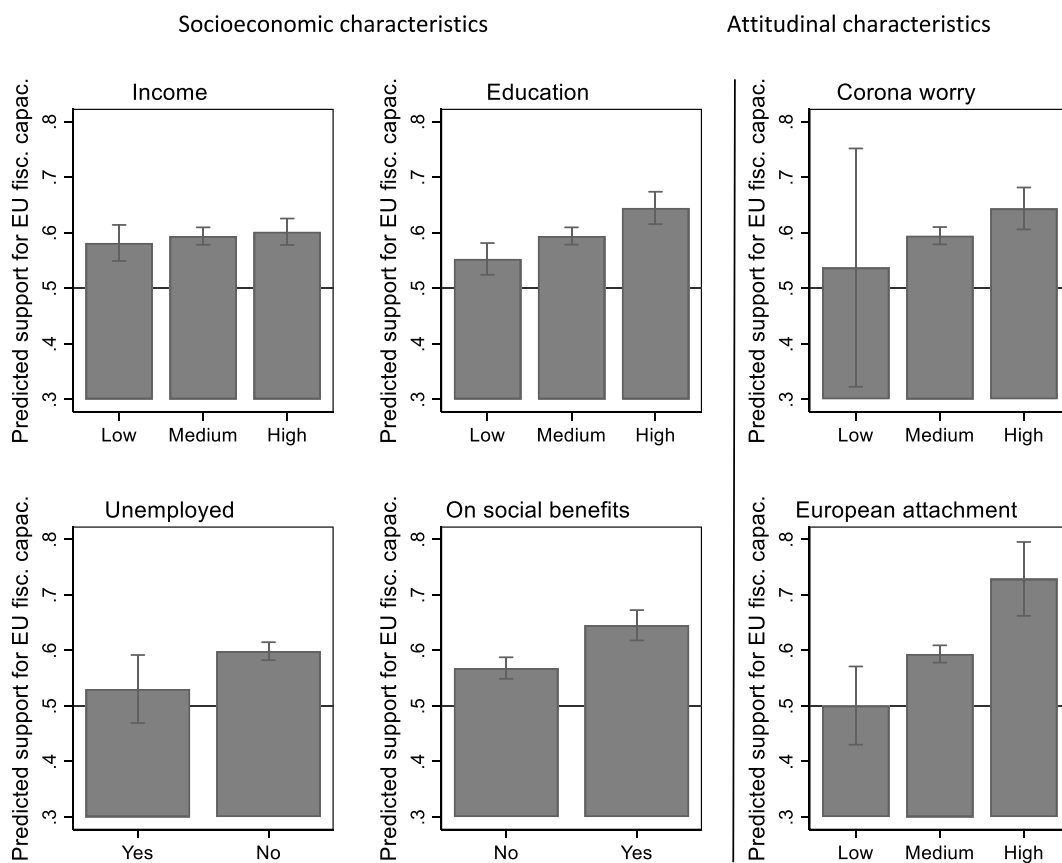 Socioeconomic characteristics
Attitudinal characteristics
Income
Predicted support for EU fisc. capac.
.8
.7
.6
.5
.4
.3
Low Medium High
Education
Predicted support for EU fisc. capac.
.8
.7
.6
.5
.4
.3
Low Medium High
Corona worry
Predicted support for EU fisc. capac.
.8
.7
.6
.5
.4
.3
Low Medium High
Unemployed
Predicted support for EU fisc. capac.
.8
.7
.6
.5
.4
.3
Yes No
On social benefits
Predicted support for EU fisc. capac.
.8
.7
.6
.5
.4
.3
No Yes
European attachment
Predicted support for EU fisc. capac.
.8
.7
.6
.5
.4
.3
Low Medium High